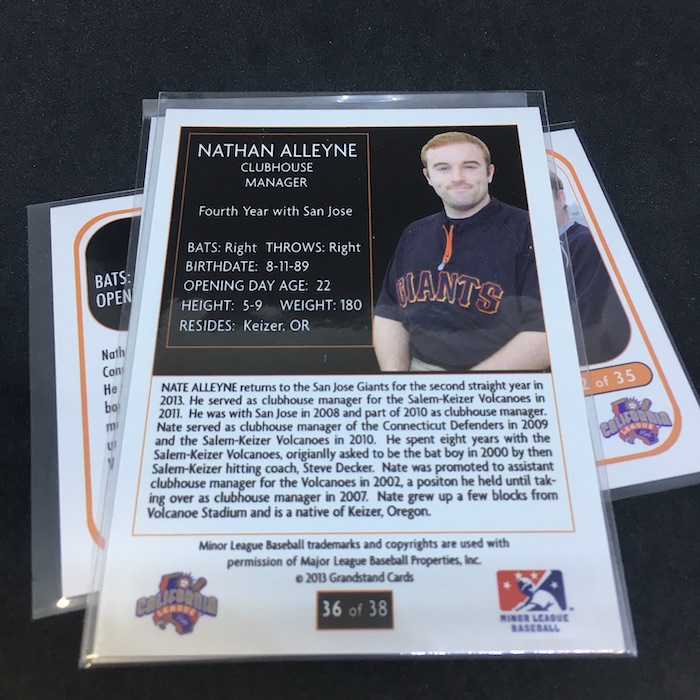 NATHAN ALLEYNE
CLUBHOUSE
MANAGER
Fourth Year with San Jose
BATS: Right THROWS: Right
BIRTHDATE: 8-11-89
OPENING DAY AGE: 22
HEIGHT: 5-9 WEIGHT: 180
RESIDES: Keizer, OR
GIANTS
NATE ALLEYNE returns to the San Jose Giants for the second straight year in
2013. He served as clubhouse manager for the Salem-Keizer Volcanoes in
2011. He was with San Jose in 2008 and part of 2010 as clubhouse manager.
Nate served as clubhouse manager of the Connecticut Defenders in 2009
and the Salem-Keizer Volcanoes in 2010. He spent eight years with the
Salem-Keizer Volcanoes, origianlly asked to be the bat boy in 2000 by then
Salem-Keizer hitting coach, Steve Decker. Nate was promoted to assistant
clubhouse manager for the Volcanoes in 2002, a positon he held until tak-
ing over as clubhouse manager in 2007. Nate grew up a few blocks from
Volcanoe Stadium and is a native of Keizer, Oregon.
Minor League Baseball trademarks and copyrights are used with
permission of Major League Baseball Properties, Inc.
© 2013 Grandstand Cards
36 of 38
CALIFORNIA
LEAGUE
MINOR LEAGUE
BASEBALL
BATS:
OPEN
Nath
He
of 35
CALIFORNIA
LEAGUE